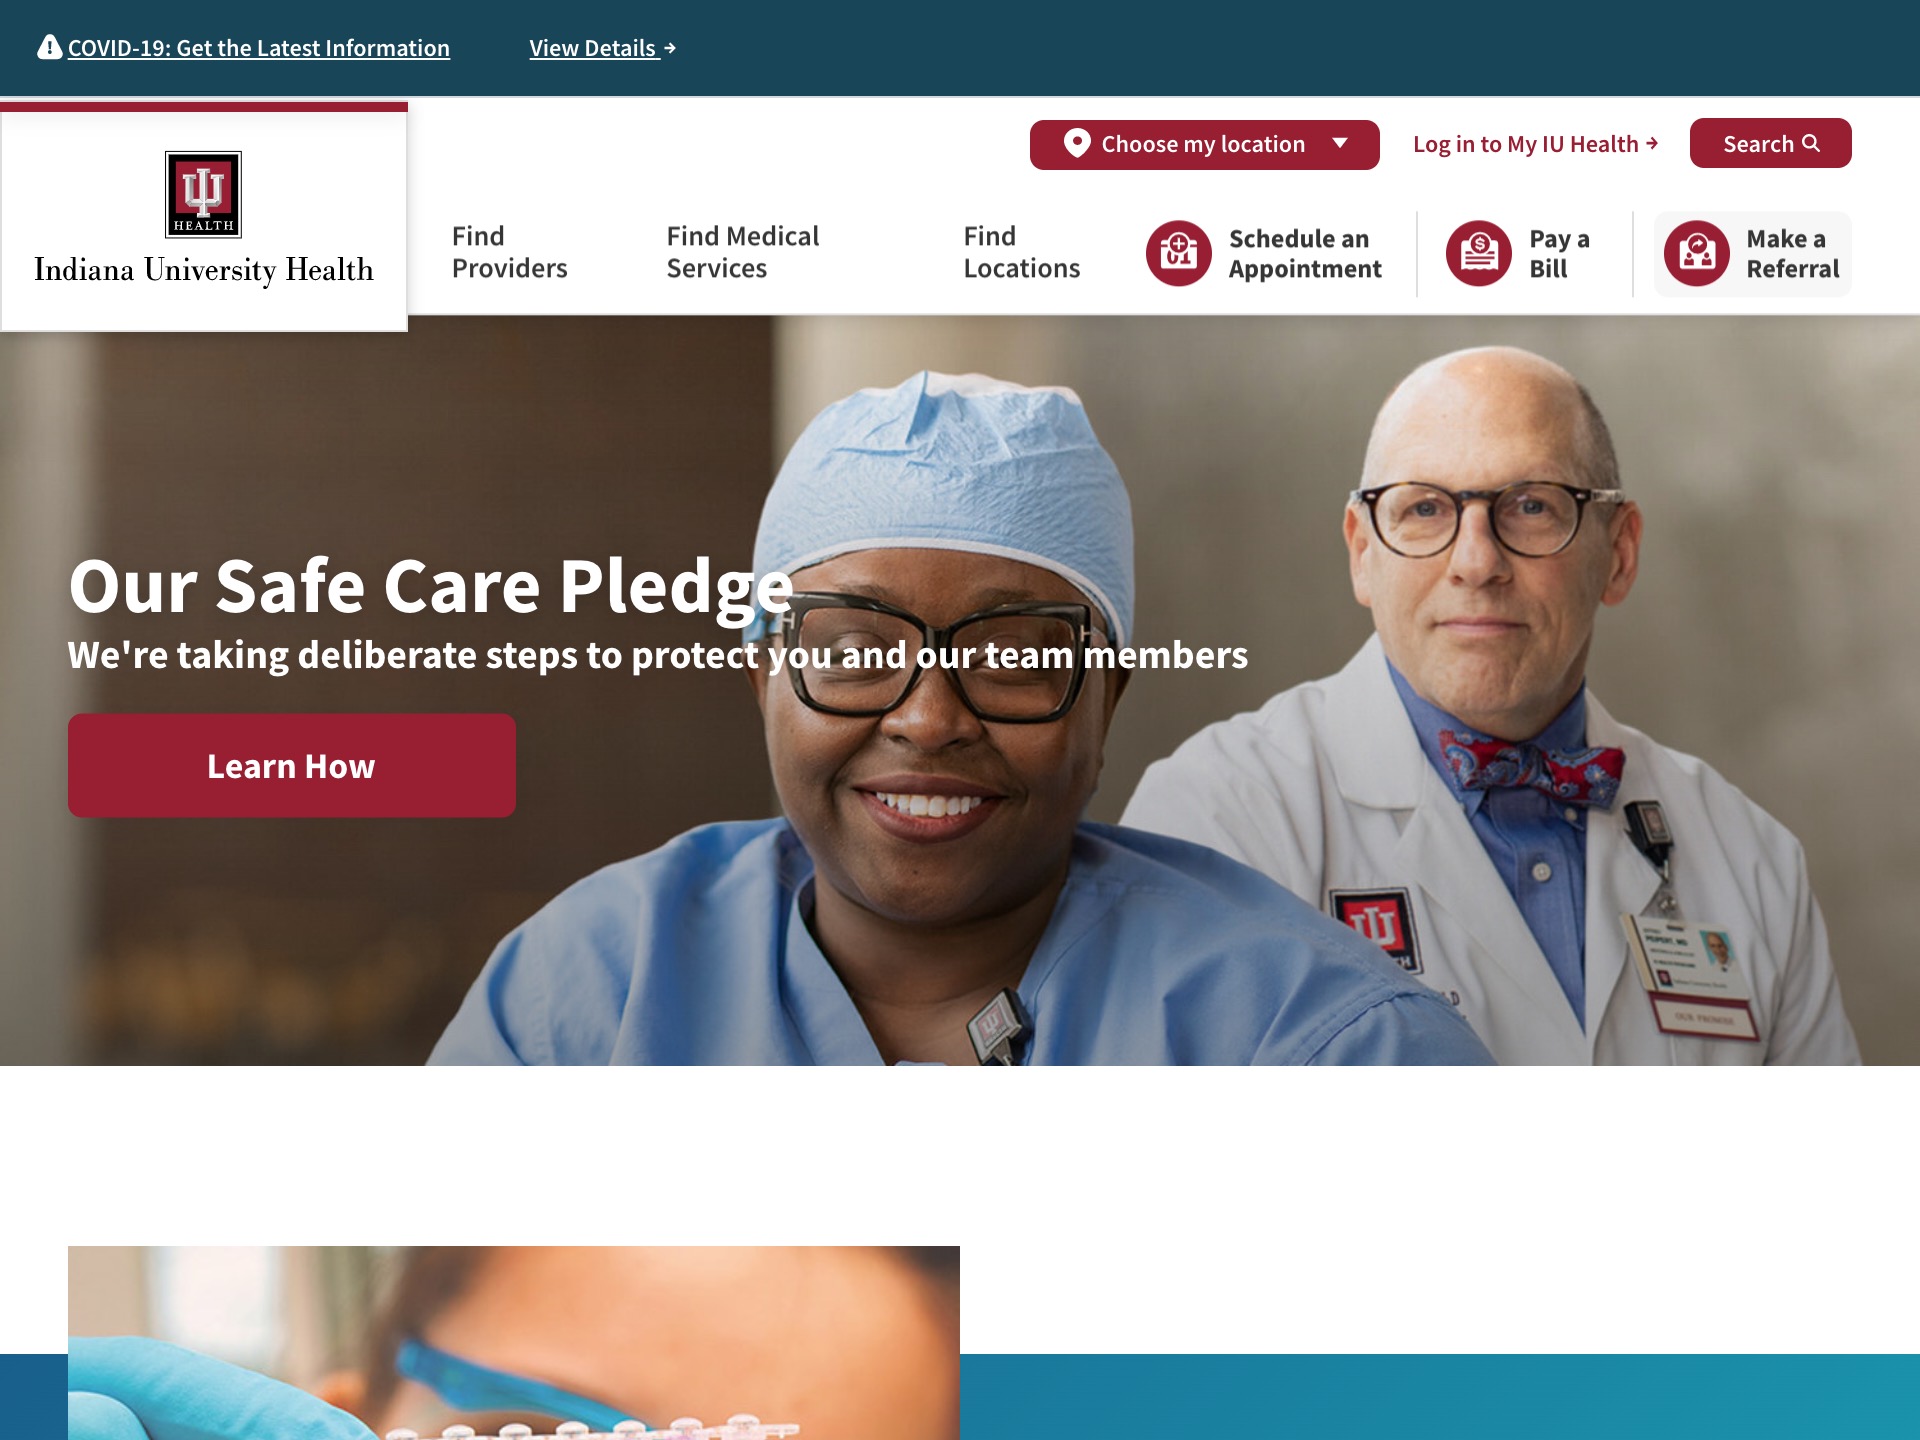 COVID-19: Get the Latest Information
View Details
Choose my location
Log in to My IU Health
Search
HEALTH
Indiana University Health
Find
Providers
Find Medical
Services
Find
Locations
Schedule an
Appointment
Pay a
Bill
Make a
Referral
Our Safe Care Pledge
We're taking deliberate steps to protect you and our team members
Learn How
OUR PROMISE